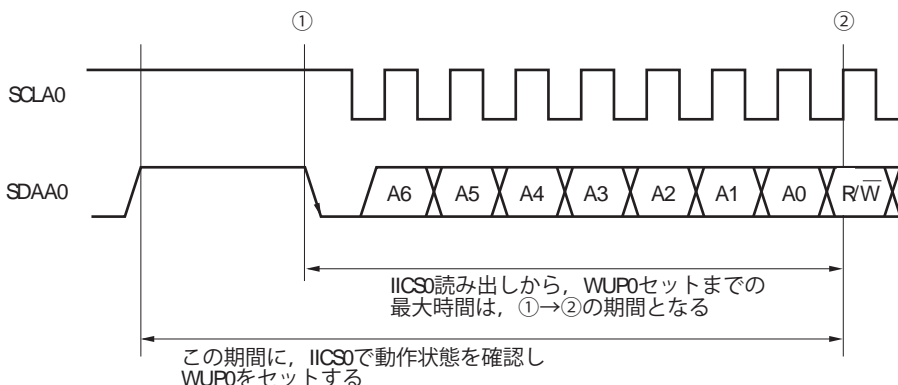 ① ②
SCLA0
SDAA0 A6 A5 A4 A3 A2 A1 A0 R/W̅
IICS0読み出しから，WUP0セットまでの
最大時間は，①→②の期間となる
この期間に，IICS0で動作状態を確認し
WUP0をセットする